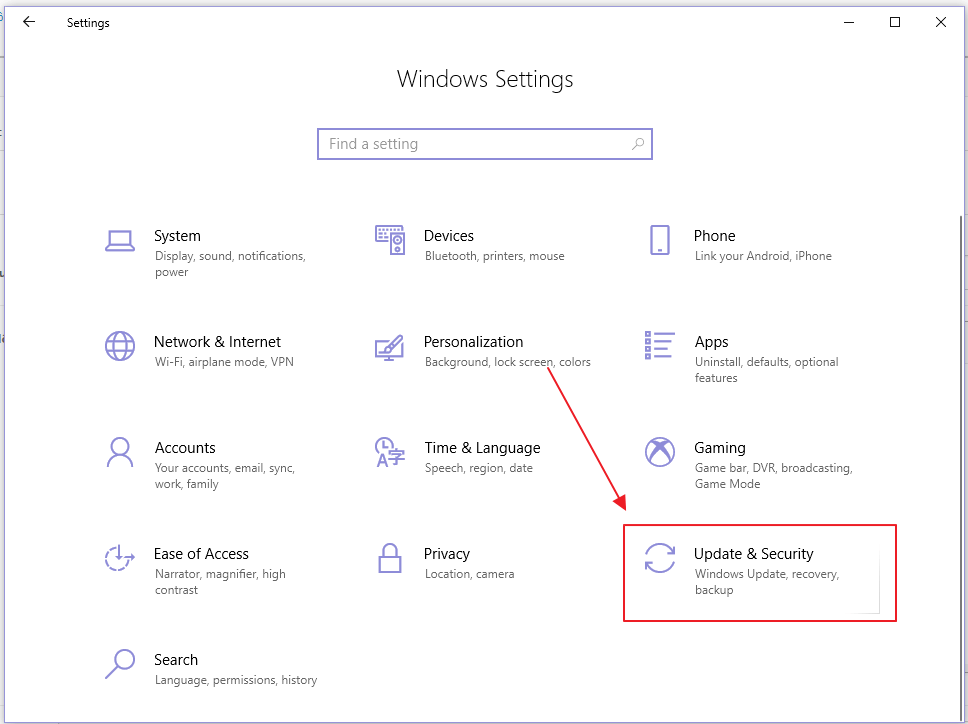 Settings
Windows Settings
Find a setting
System
Display, sound, notifications,
power
Devices
Bluetooth, printers, mouse
Phone
Link your Android, iPhone
Network & Internet
Wi-Fi, airplane mode, VPN
Personalization
Background, lock screen, colors
Apps
Uninstall, defaults, optional
features
Accounts
Your accounts, email, sync,
work, family
Time & Language
Speech, region, date
Gaming
Game bar, DVR, broadcasting,
Game Mode
Ease of Access
Narrator, magnifier, high
contrast
Privacy
Location, camera
Update & Security
Windows Update, recovery,
backup
Search
Language, permissions, history